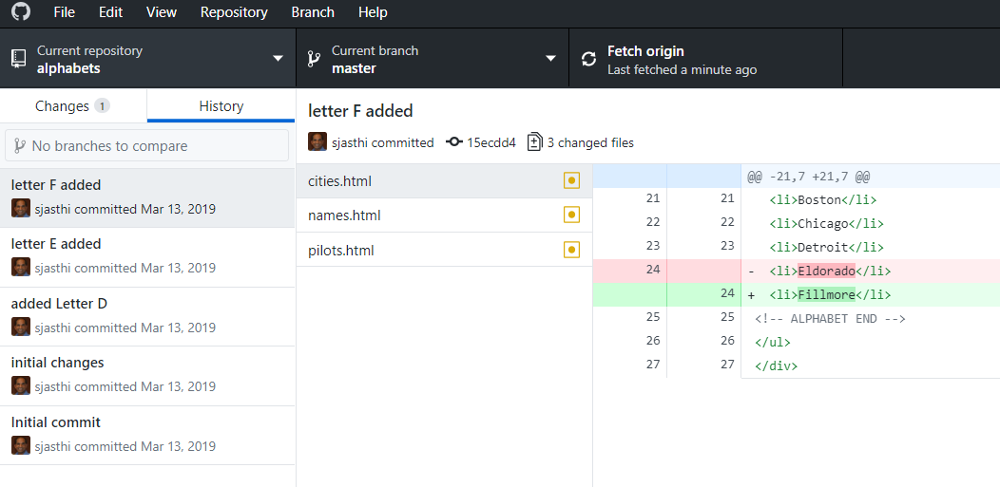 File Edit View Repository Branch Help
Current repository
alphabets
Current branch
master
Fetch origin
Last fetched a minute ago
Changes 1 History
No branches to compare
letter F added
sjasthi committed Mar 13, 2019
letter E added
sjasthi committed Mar 13, 2019
added Letter D
sjasthi committed Mar 13, 2019
initial changes
sjasthi committed Mar 13, 2019
Initial commit
sjasthi committed Mar 13, 2019
letter F added
sjasthi committed 15ecdd4 3 changed files
cities.html
names.html
pilots.html
@@ -21,7 +21,7 @@
21 21 <li>Boston</li>
22 22 <li>Chicago</li>
23 23 <li>Detroit</li>
24 - <li>Eldorado</li>
24 + <li>Fillmore</li>
25 25 <!-- ALPHABET END -->
26 26 </ul>
27 27 </div>